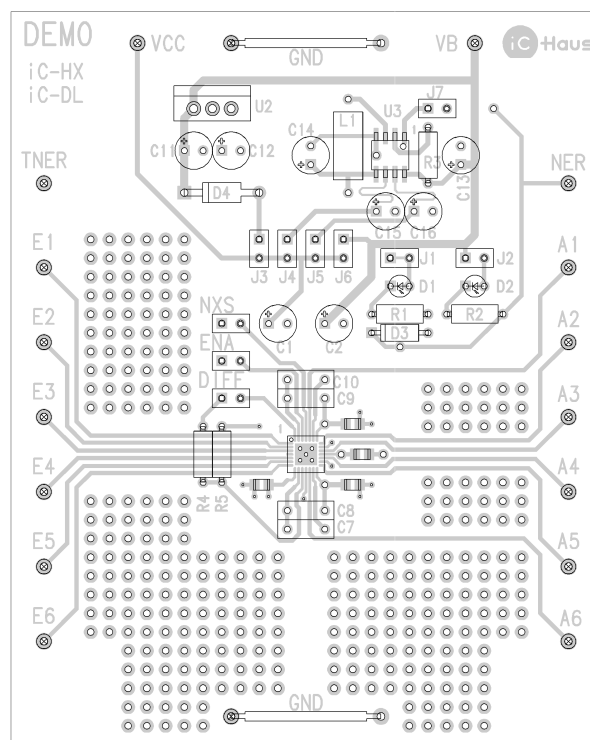 DEMO
iC-HX
iC-DL
VCC
GND
VB
iC Haus
J7
U2
U3
L1
C14
1
R3
C13
C11
C12
TNER
NER
D4
C15
C16
E1
A1
J3
J4
J5
J6
J1
J2
D1
D2
NXS
E2
A2
R1
R2
C1
C2
D3
ENA
C10
DIFF
C9
E3
A3
1
E4
A4
R4
R5
C8
C7
E5
A5
E6
A6
GND